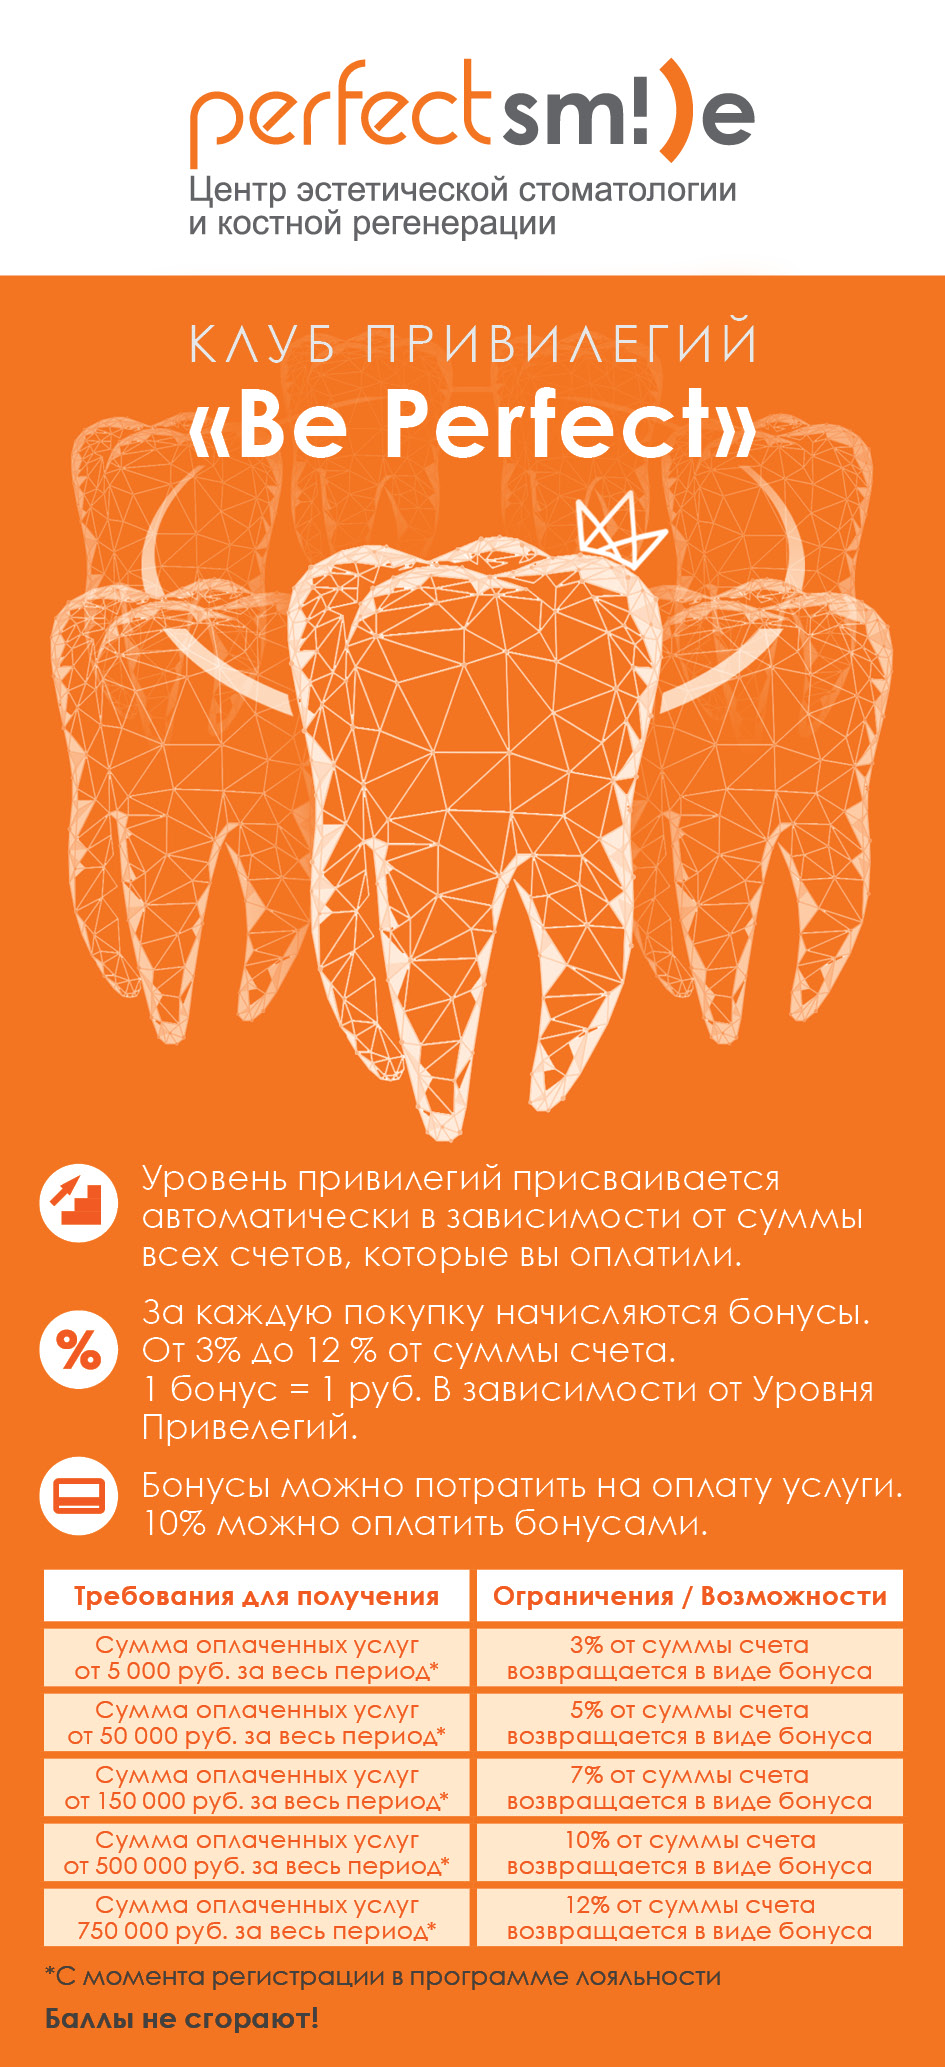 perfect sm!)e
Центр эстетической стоматологии
и костной регенерации
КЛУБ ПРИВИЛЕГИЙ
«Be Perfect»
Уровень привилегий присваивается
автоматически в зависимости от суммы
всех счетов, которые вы оплатили.
%
За каждую покупку начисляются бонусы.
От 3% до 12 % от суммы счета.
1 бонус = 1 руб. В зависимости от Уровня
Привелегий.
Бонусы можно потратить на оплату услуги.
10% можно оплатить бонусами.
Требования для получения
Ограничения / Возможности
Сумма оплаченных услуг
от 5 000 руб. за весь период*
3% от суммы счета
возвращается в виде бонуса
Сумма оплаченных услуг
от 50 000 руб. за весь период*
5% от суммы счета
возвращается в виде бонуса
Сумма оплаченных услуг
от 150 000 руб. за весь период*
7% от суммы счета
возвращается в виде бонуса
Сумма оплаченных услуг
от 500 000 руб. за весь период*
10% от суммы счета
возвращается в виде бонуса
Сумма оплаченных услуг
750 000 руб. за весь период*
12% от суммы счета
возвращается в виде бонуса
*С момента регистрации в программе лояльности
Баллы не сгорают!